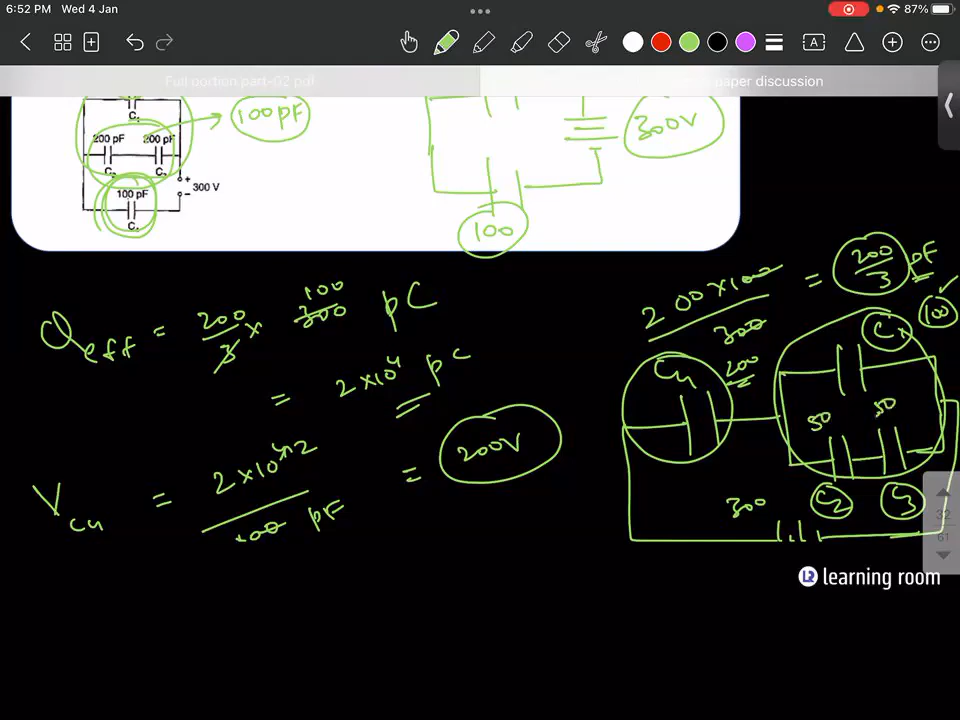 6:52 PM Wed 4 Jan
87%
A
Full portion part-02 pdf
paper discussion
100pF
200 pF 200 pF
C₂
100 pF
+
− 300 V
C₄
300V
100
Q eff = 200/3 × 100 300 pC
= 2×10⁴ pC
200×100 / 300 = 200/3 pF
V C4 = 2×10⁴ / 100 pF = 200V
C4
200
C1
100
50 50
C2 C3
300
32
61
learning room